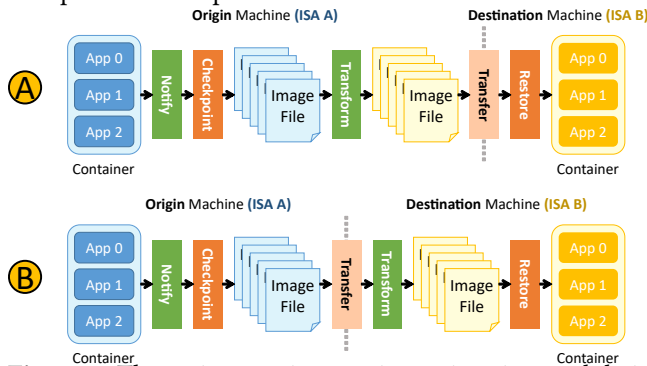 Origin Machine (ISA A)
Destination Machine (ISA B)
A
App 0
App 1
App 2
Container
Notify
Checkpoint
Image
File
Transform
Image
File
Transfer
Restore
App 0
App 1
App 2
Container
Origin Machine (ISA A)
Destination Machine (ISA B)
B
App 0
App 1
App 2
Container
Notify
Checkpoint
Image
File
Transfer
Transform
Image
File
Restore
App 0
App 1
App 2
Container